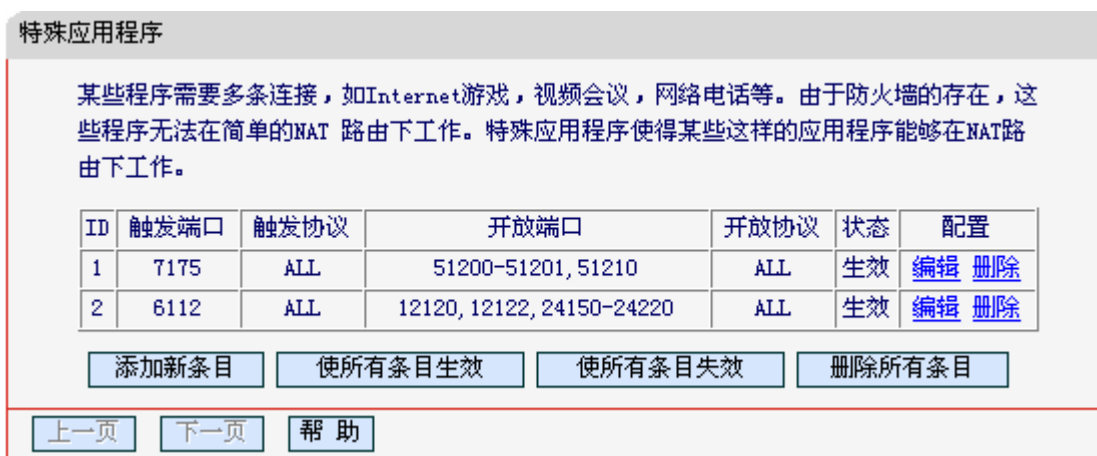 特殊应用程序
某些程序需要多条连接，如Internet游戏，视频会议，网络电话等。由于防火墙的存在，这
些程序无法在简单的NAT 路由下工作。特殊应用程序使得某些这样的应用程序能够在NAT路
由下工作。
ID 触发端口 触发协议 开放端口 开放协议 状态 配置
1 7175 ALL 51200-51201,51210 ALL 生效 编辑 删除
2 6112 ALL 12120,12122,24150-24220 ALL 生效 编辑 删除
添加新条目 使所有条目生效 使所有条目失效 删除所有条目
上一页 下一页 帮 助